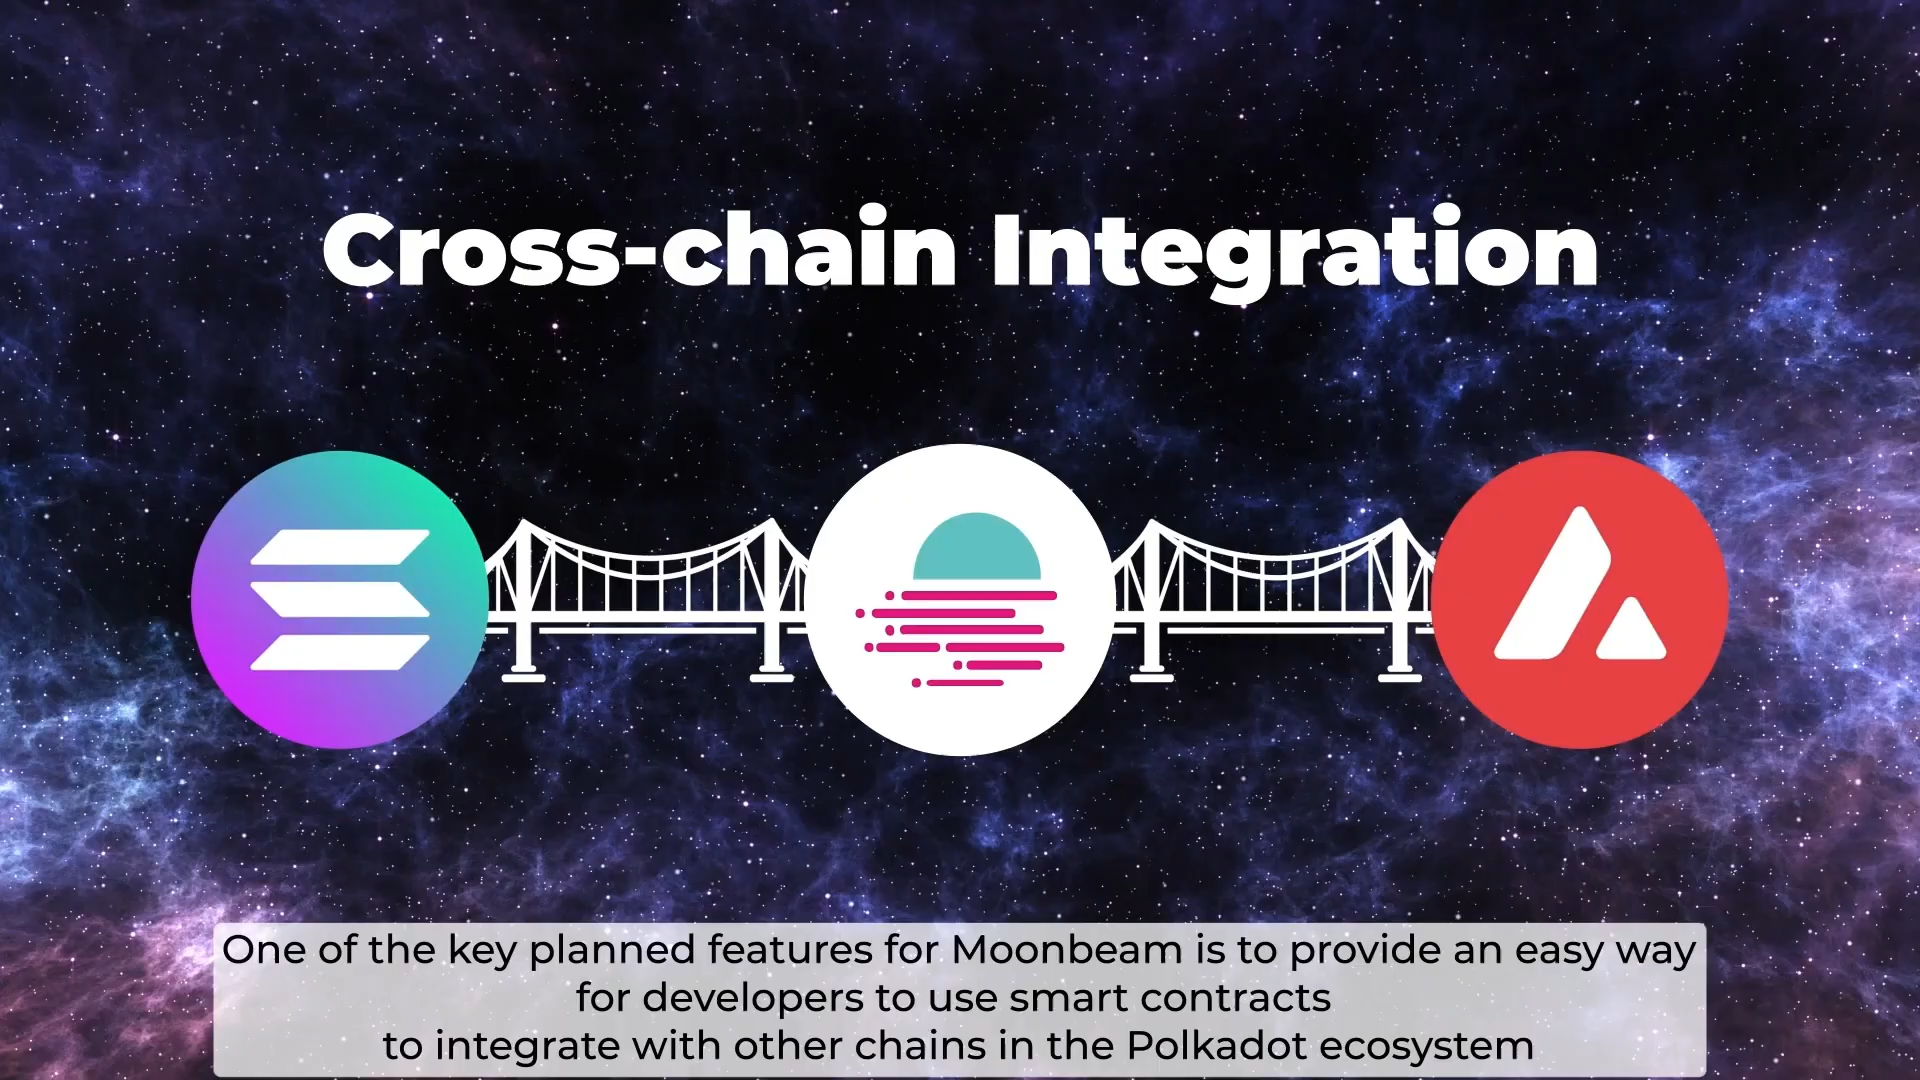 Cross-chain Integration
One of the key planned features for Moonbeam is to provide an easy way
for developers to use smart contracts
to integrate with other chains in the Polkadot ecosystem